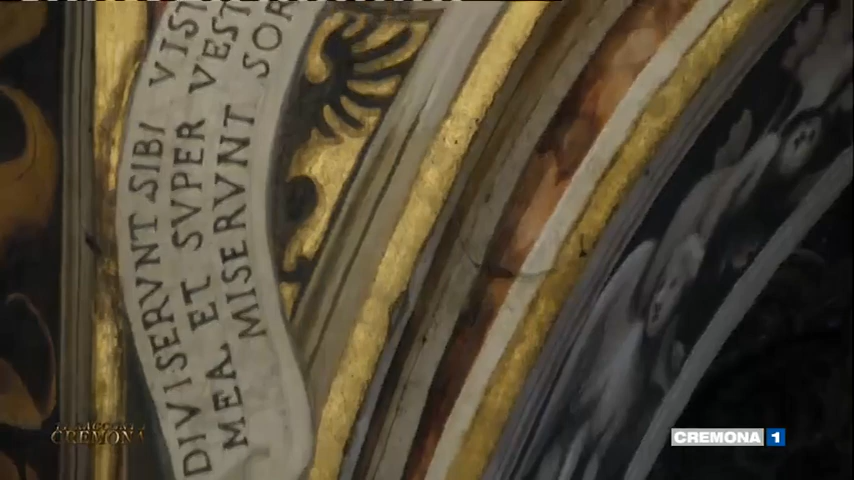 DIVISERVNT SIBI VIST
MEA ET SVPER VEST
MISERVNT SOR
CREMONA
CREMONA 1